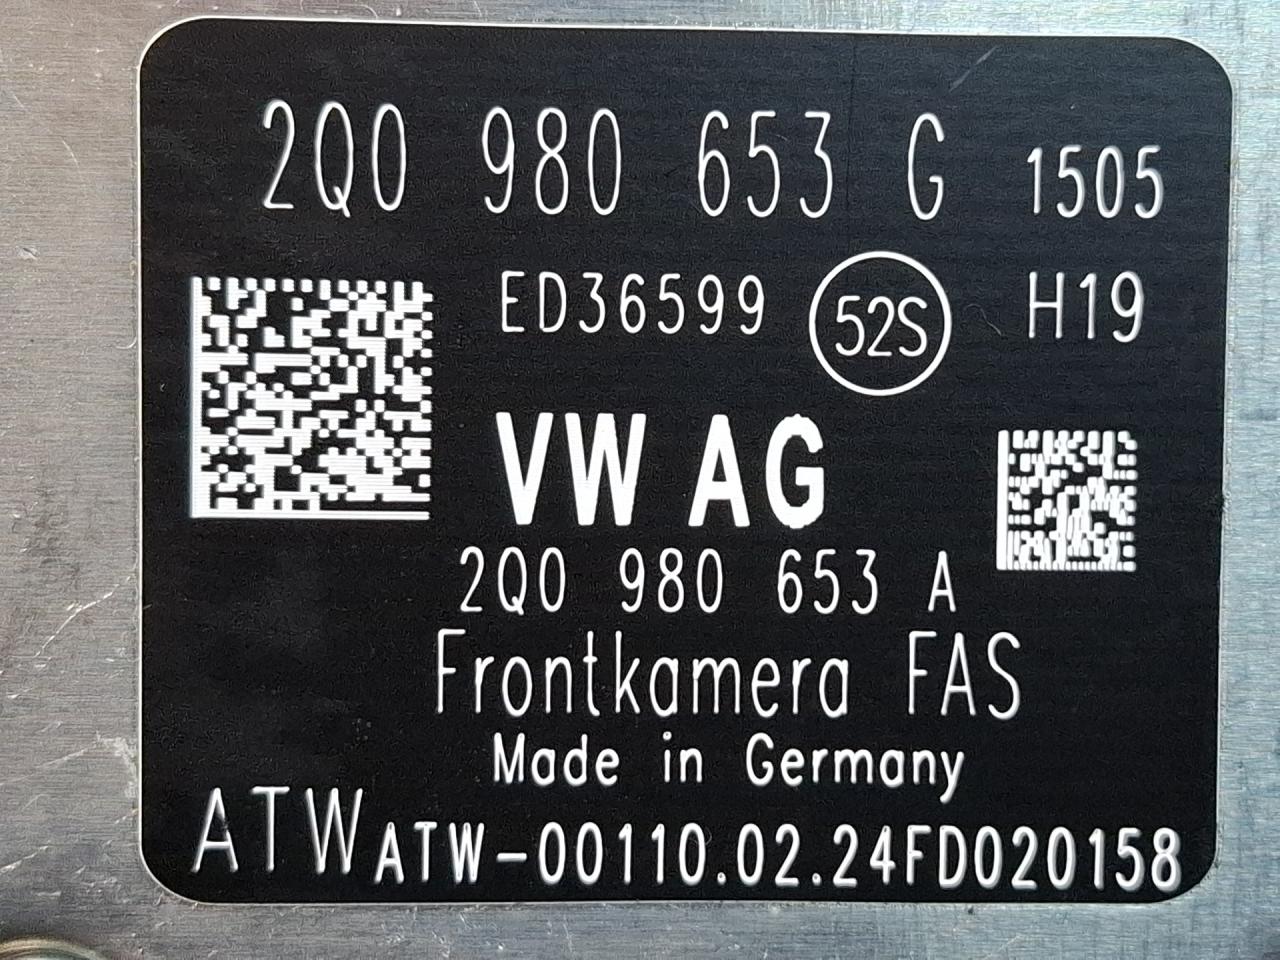 2Q0 980 653 G 1505
ED36599 52S H19
VW AG
2Q0 980 653 A
Frontkamera FAS
Made in Germany
ATW ATW-00110.02.24FD020158